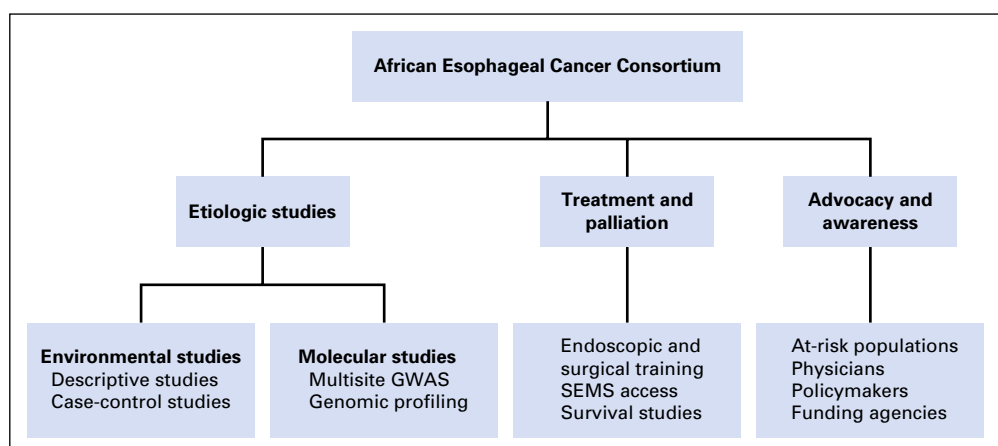 African Esophageal Cancer Consortium
Etiologic studies
Treatment and
palliation
Advocacy and
awareness
Environmental studies
Descriptive studies
Case-control studies
Molecular studies
Multisite GWAS
Genomic profiling
Endoscopic and
surgical training
SEMS access
Survival studies
At-risk populations
Physicians
Policymakers
Funding agencies